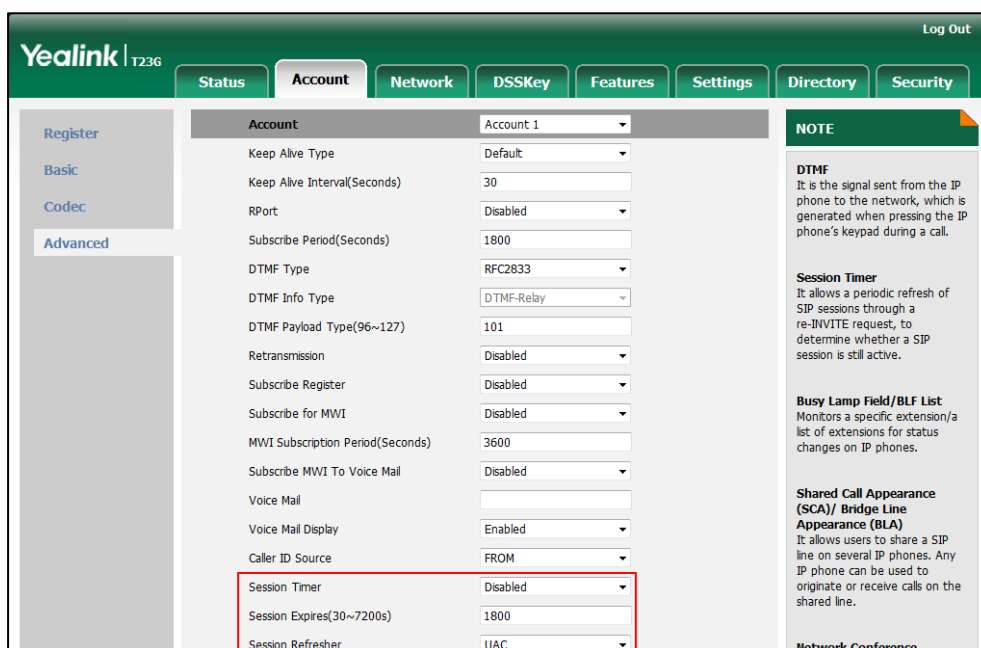 Log Out
Yealink T23G
Status Account Network DSSKey Features Settings Directory Security
Register
Basic
Codec
Advanced
Account Account 1
Keep Alive Type Default
Keep Alive Interval(Seconds) 30
RPort Disabled
Subscribe Period(Seconds) 1800
DTMF Type RFC2833
DTMF Info Type DTMF-Relay
DTMF Payload Type(96~127) 101
Retransmission Disabled
Subscribe Register Disabled
Subscribe for MWI Disabled
MWI Subscription Period(Seconds) 3600
Subscribe MWI To Voice Mail Disabled
Voice Mail
Voice Mail Display Enabled
Caller ID Source FROM
Session Timer Disabled
Session Expires(30~7200s) 1800
Session Refresher UAC
NOTE
DTMF
It is the signal sent from the IP
phone to the network, which is
generated when pressing the IP
phone's keypad during a call.
Session Timer
It allows a periodic refresh of
SIP sessions through a
re-INVITE request, to
determine whether a SIP
session is still active.
Busy Lamp Field/BLF List
Monitors a specific extension/a
list of extensions for status
changes on IP phones.
Shared Call Appearance
(SCA)/ Bridge Line
Appearance (BLA)
It allows users to share a SIP
line on several IP phones. Any
IP phone can be used to
originate or receive calls on the
shared line.
Network Conference